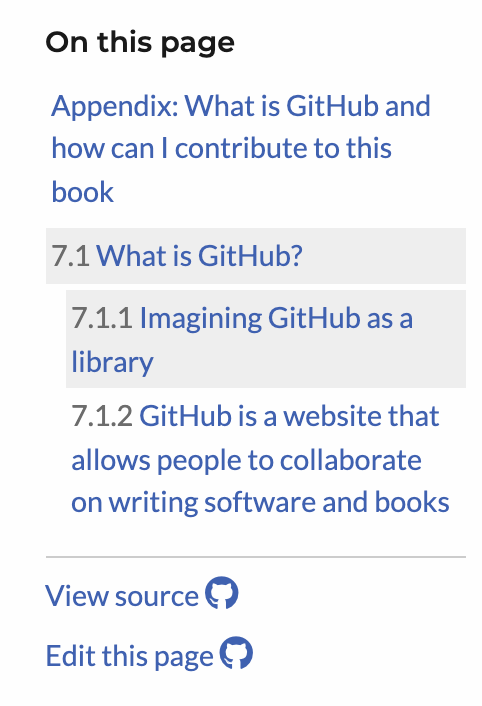 On this page
Appendix: What is GitHub and
how can I contribute to this
book
7.1 What is GitHub?
7.1.1 Imagining GitHub as a
library
7.1.2 GitHub is a website that
allows people to collaborate
on writing software and books
View source
Edit this page